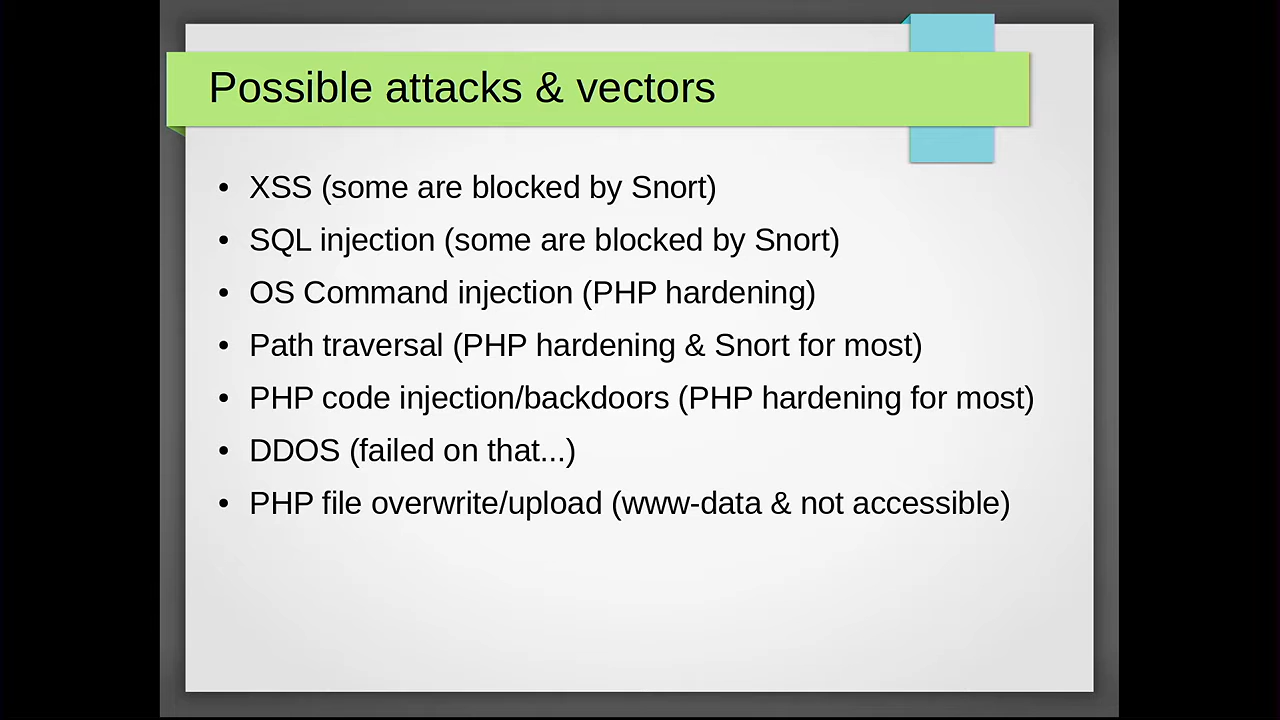 Possible attacks & vectors
• XSS (some are blocked by Snort)
• SQL injection (some are blocked by Snort)
• OS Command injection (PHP hardening)
• Path traversal (PHP hardening & Snort for most)
• PHP code injection/backdoors (PHP hardening for most)
• DDOS (failed on that...)
• PHP file overwrite/upload (www-data & not accessible)